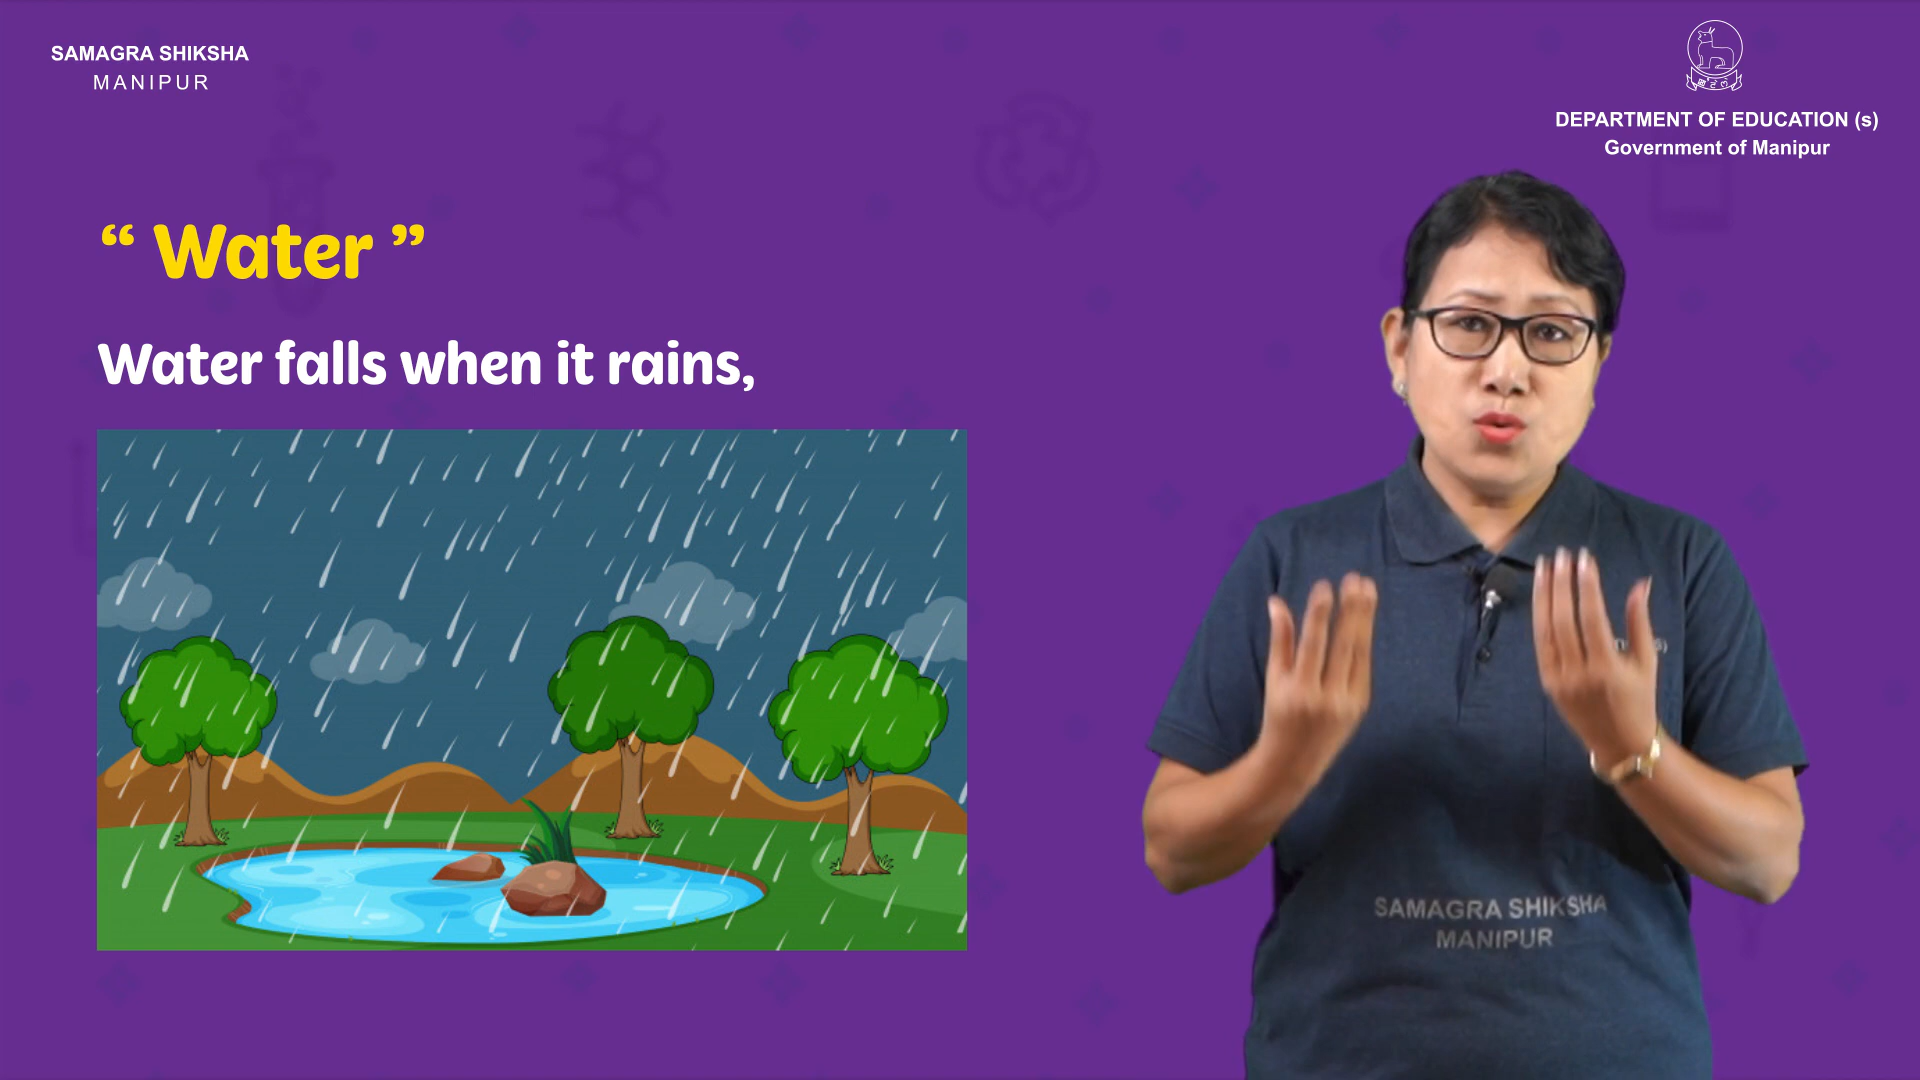 SAMAGRA SHIKSHA
MANIPUR
DEPARTMENT OF EDUCATION (s)
Government of Manipur
“ Water ”
Water falls when it rains,
SAMAGRA SHIKSHA
MANIPUR